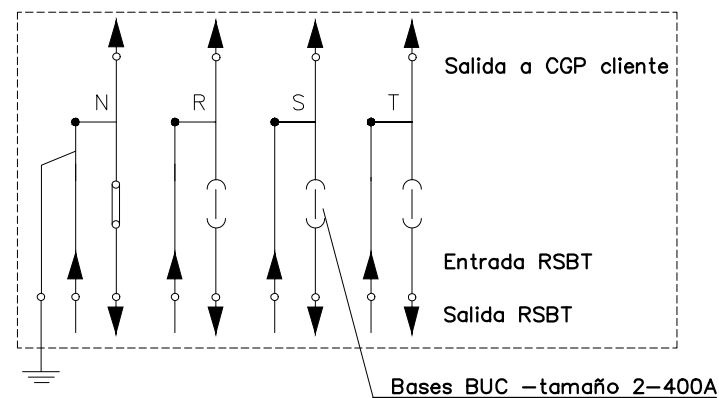 Salida a CGP cliente
N R S T
Entrada RSBT
Salida RSBT
Bases BUC -tamaño 2-400A